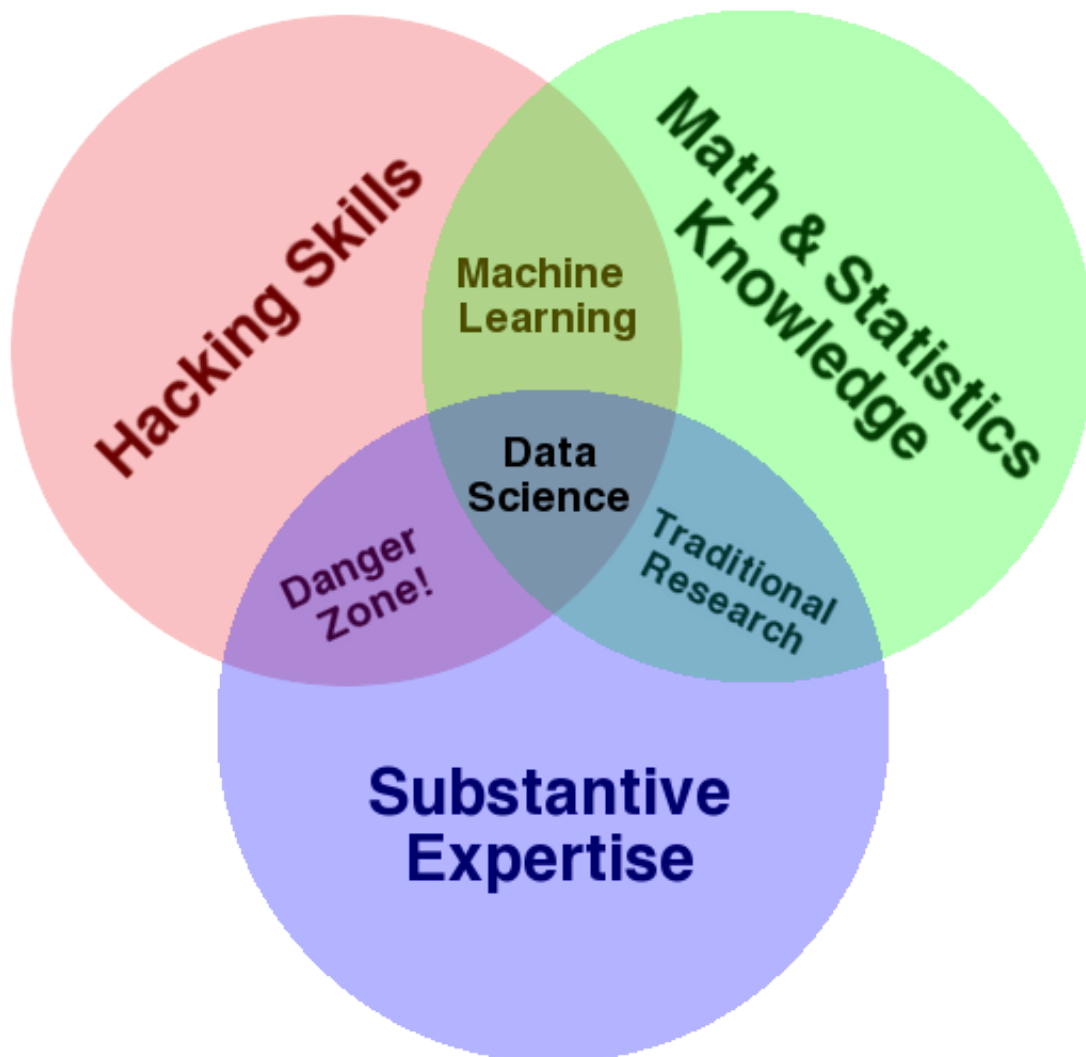 Hacking Skills
Math & Statistics
Knowledge
Machine
Learning
Data
Science
Danger
Zone!
Traditional
Research
Substantive
Expertise